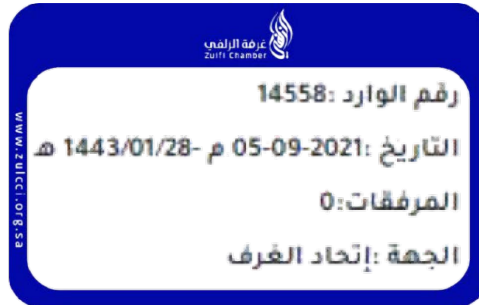 غرفة الزلفي
Zulfi Chamber
رقم الوارد :14558
التاريخ :2021-09-05 م -1443/01/28 هـ
المرفقات:0
الجهة :إتحاد الغرف
www.zulcci.org.sa